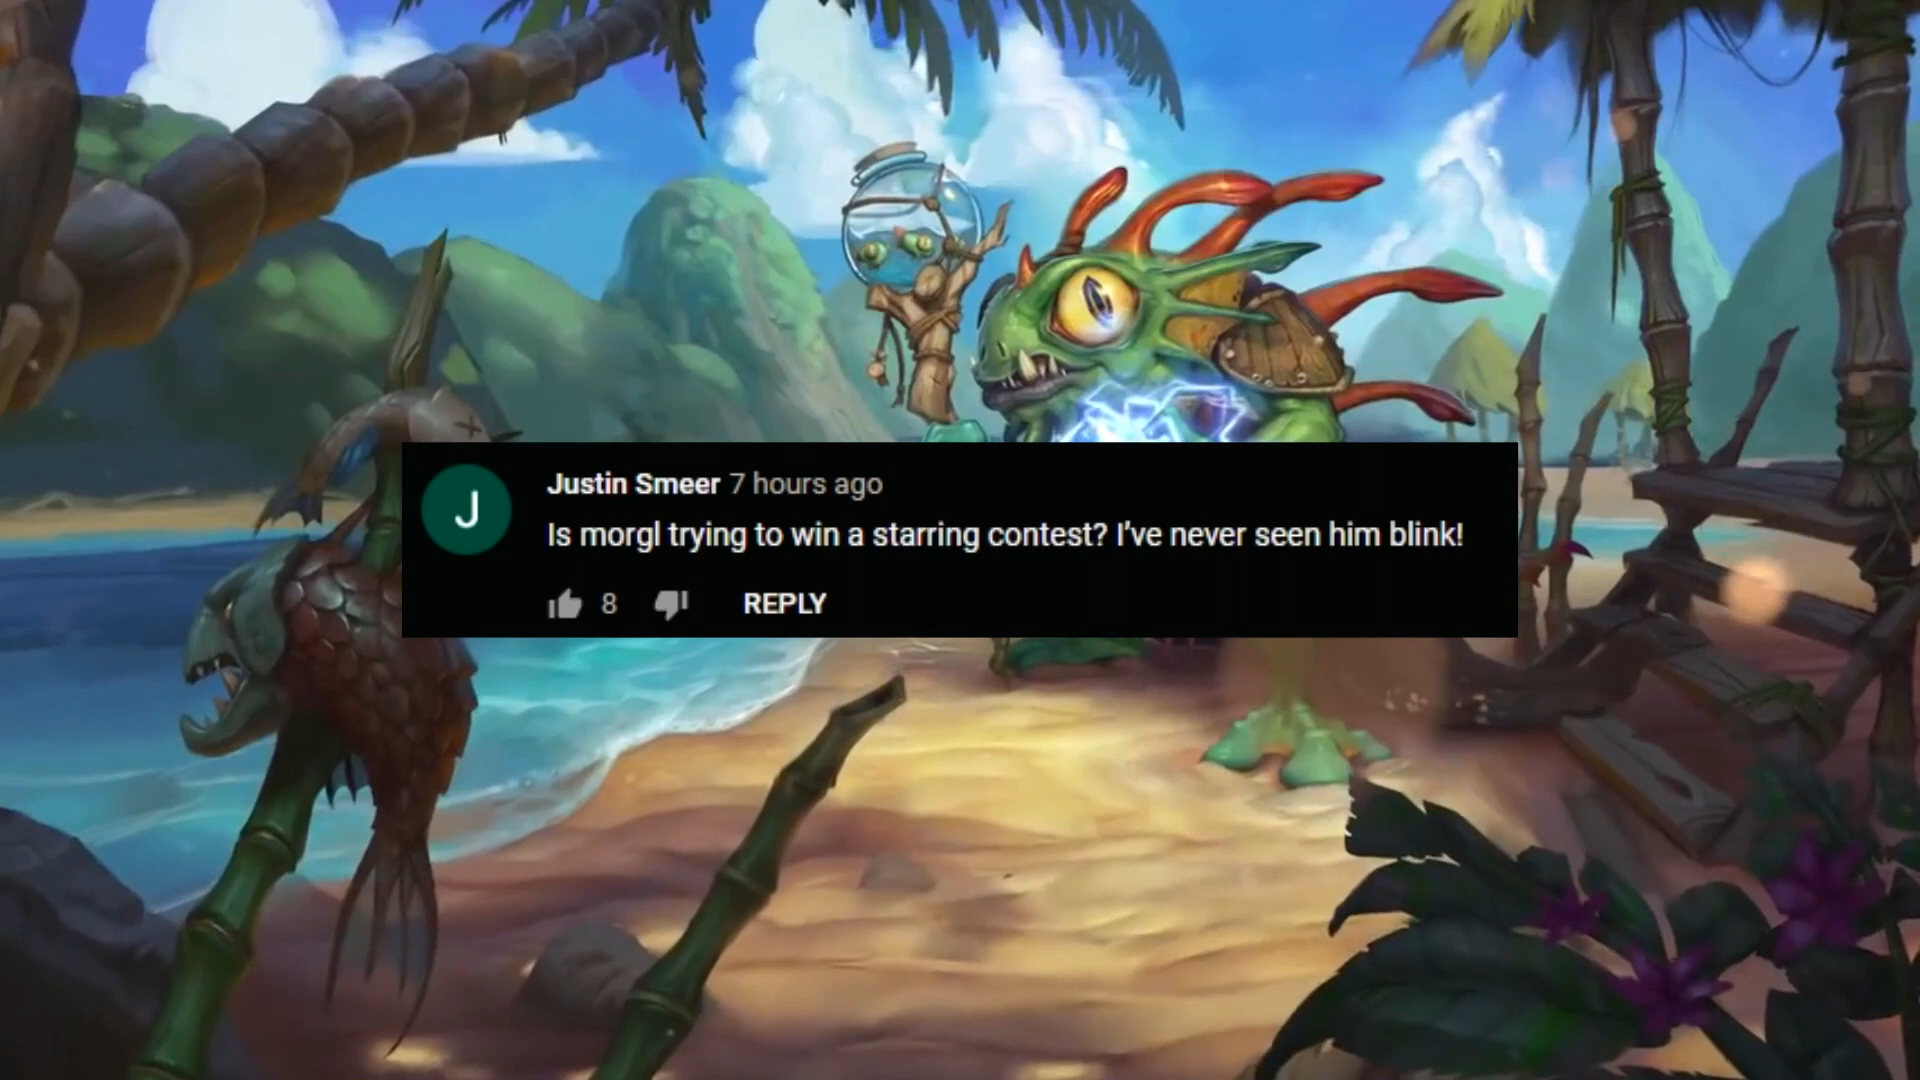 J
Justin Smeer 7 hours ago
Is morgl trying to win a starring contest? I've never seen him blink!
8 REPLY